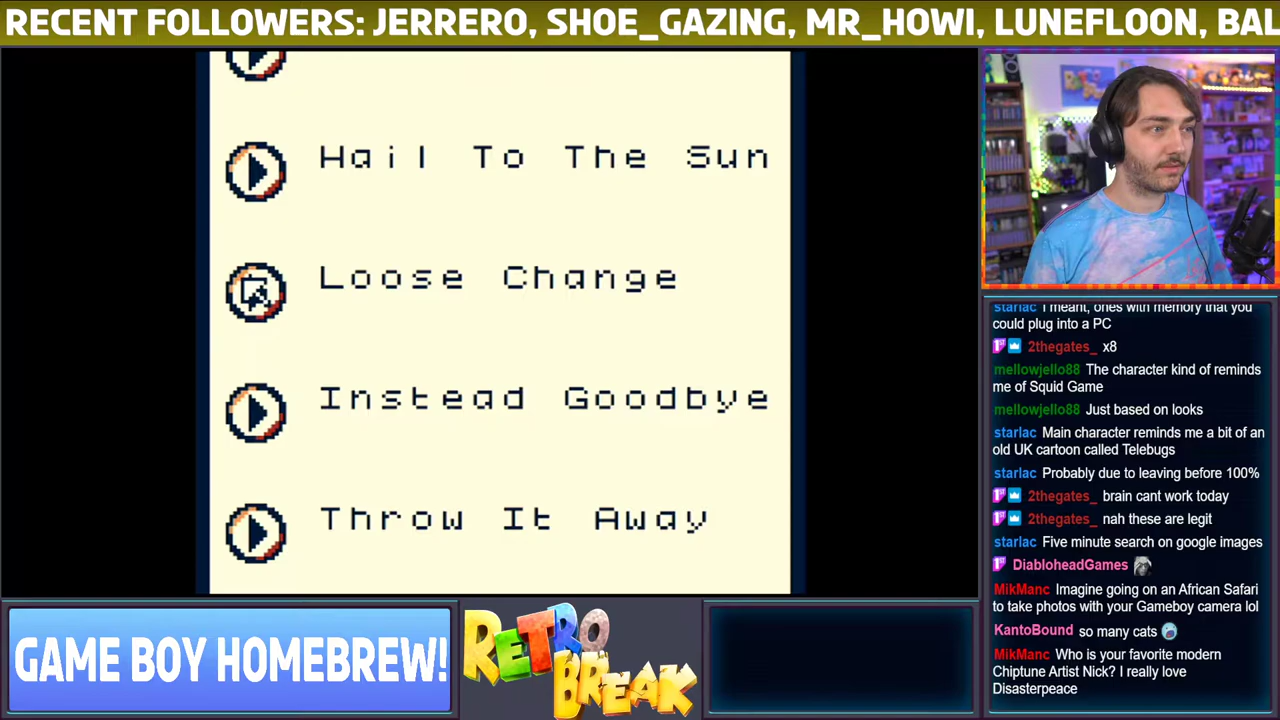 RECENT FOLLOWERS: JERRERO, SHOE_GAZING, MR_HOWI, LUNEFLOON, BAL
Hail To The Sun
Loose Change
Instead Goodbye
Throw It Away
starlac I meant, ones with memory that you
could plug into a PC
2thegates_ x8
mellowjello88 The character kind of reminds
me of Squid Game
mellowjello88 Just based on looks
starlac Main character reminds me a bit of an
old UK cartoon called Telebugs
starlac Probably due to leaving before 100%
2thegates_ brain cant work today
2thegates_ nah these are legit
starlac Five minute search on google images
DiabloheadGames
MikManc Imagine going on an African Safari
to take photos with your Gameboy camera lol
KantoBound so many cats
MikManc Who is your favorite modern
Chiptune Artist Nick? I really love
Disasterpeace
GAME BOY HOMEBREW!
RETRO
BREAK